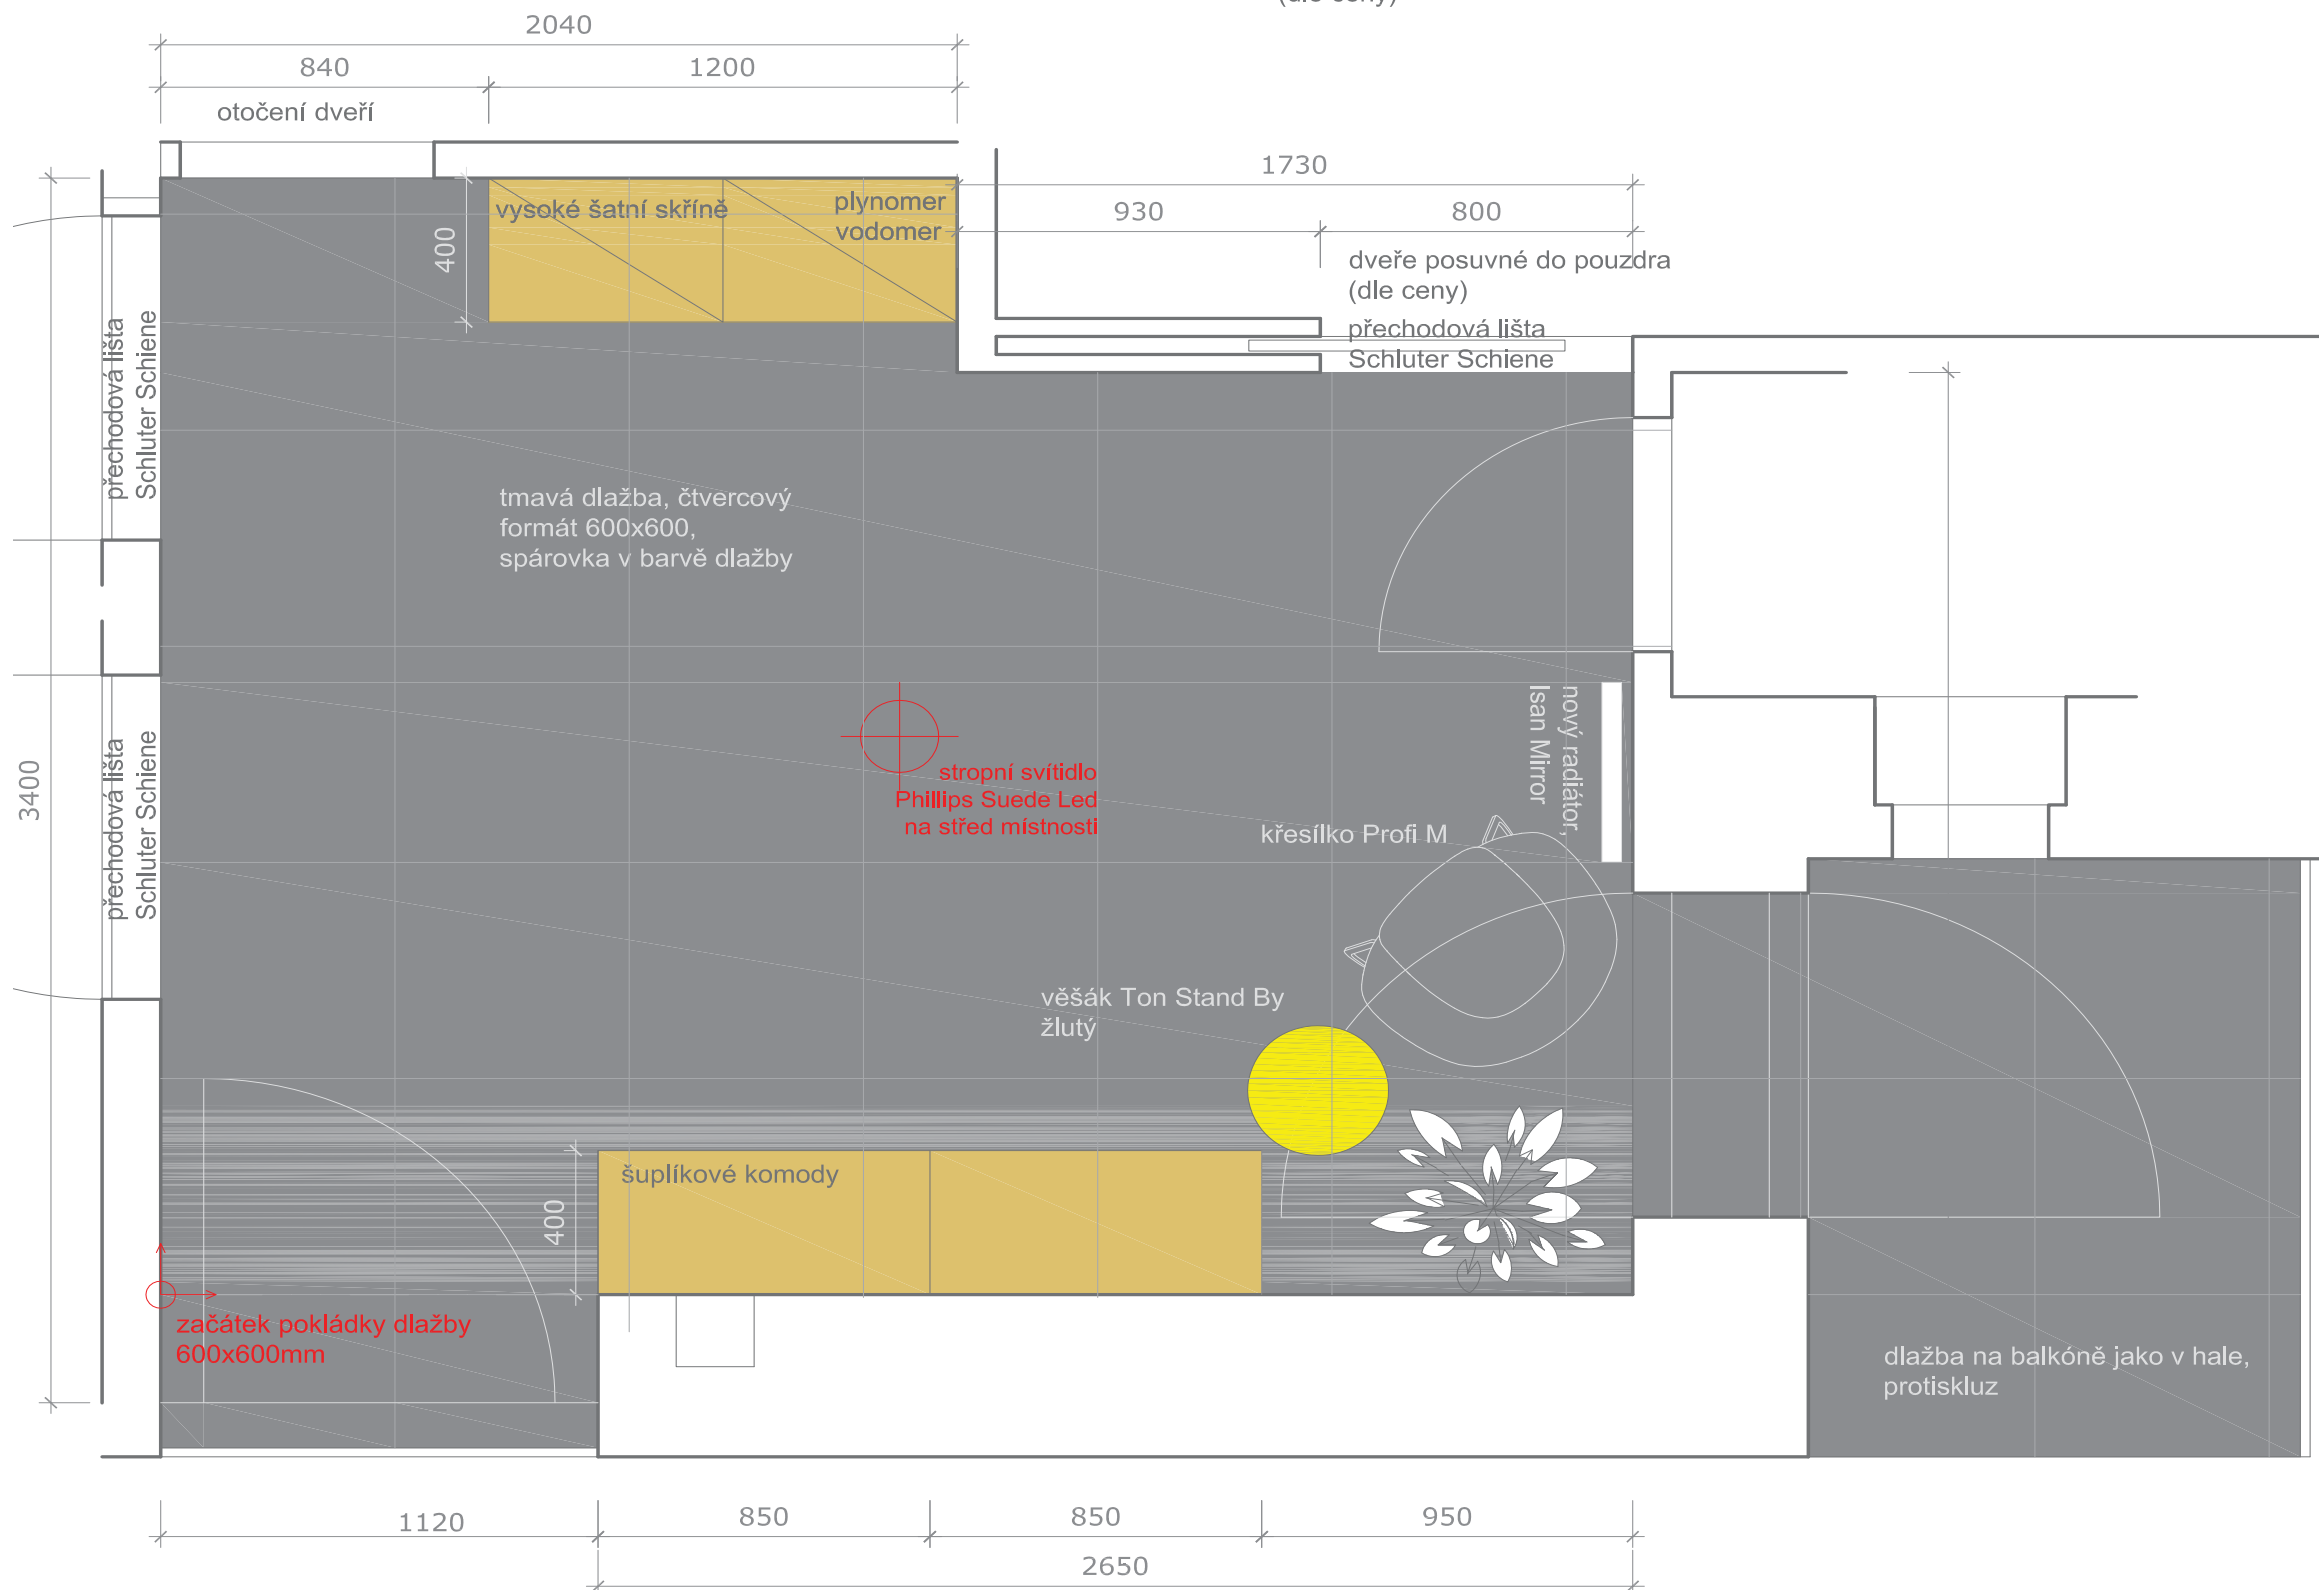 (dle ceny)
2040
840
1200
otočení dveří
1730
930
800
vysoké šatní skříně
plynomer
vodomer
400
dveře posuvné do pouzdra
(dle ceny)
přechodová lišta
Schluter Schiene
přechodová lišta
Schluter Schiene
tmavá dlažba, čtvercový
formát 600x600,
spárovka v barvě dlažby
nový radiátor,
Isan Mirror
stropní svítidlo
Phillips Suede Led
na střed místnosti
křesílko Profi M
3400
přechodová lišta
Schluter Schiene
věšák Ton Stand By
žlutý
šuplíkové komody
400
začátek pokládky dlažby
600x600mm
dlažba na balkóně jako v hale,
protiskluz
1120
850
850
950
2650